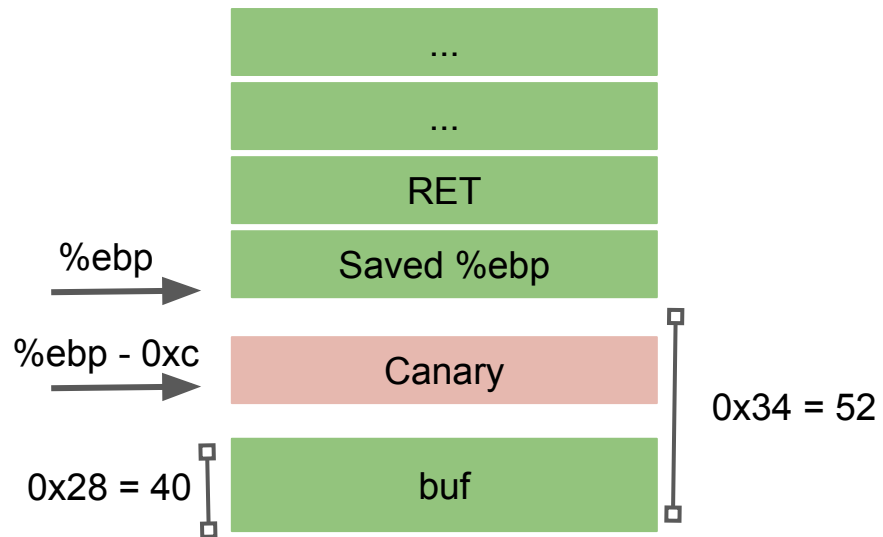 ...
...
RET
%ebp
Saved %ebp
%ebp - 0xc
Canary
0x34 = 52
0x28 = 40
buf